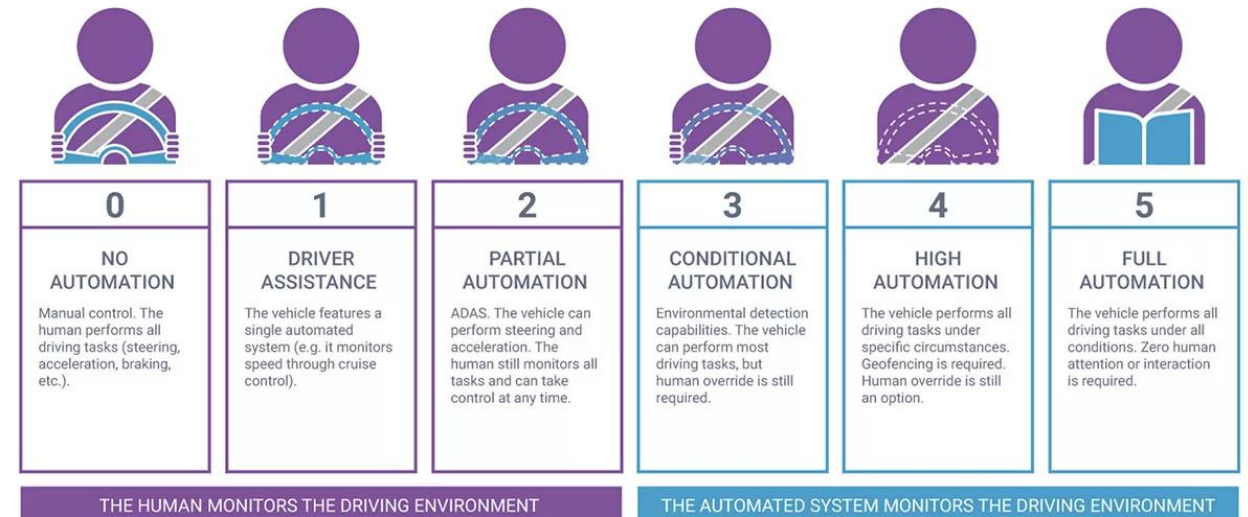 0
NO
AUTOMATION
Manual control. The
human performs all
driving tasks (steering,
acceleration, braking,
etc.).
1
DRIVER
ASSISTANCE
The vehicle features a
single automated
system (e.g. it monitors
speed through cruise
control).
2
PARTIAL
AUTOMATION
ADAS. The vehicle can
perform steering and
acceleration. The
human still monitors all
tasks and can take
control at any time.
3
CONDITIONAL
AUTOMATION
Environmental detection
capabilities. The vehicle
can perform most
driving tasks, but
human override is still
required.
4
HIGH
AUTOMATION
The vehicle performs all
driving tasks under
specific circumstances.
Geofencing is required.
Human override is still
an option.
5
FULL
AUTOMATION
The vehicle performs all
driving tasks under all
conditions. Zero human
attention or interaction
is required.
THE HUMAN MONITORS THE DRIVING ENVIRONMENT
THE AUTOMATED SYSTEM MONITORS THE DRIVING ENVIRONMENT